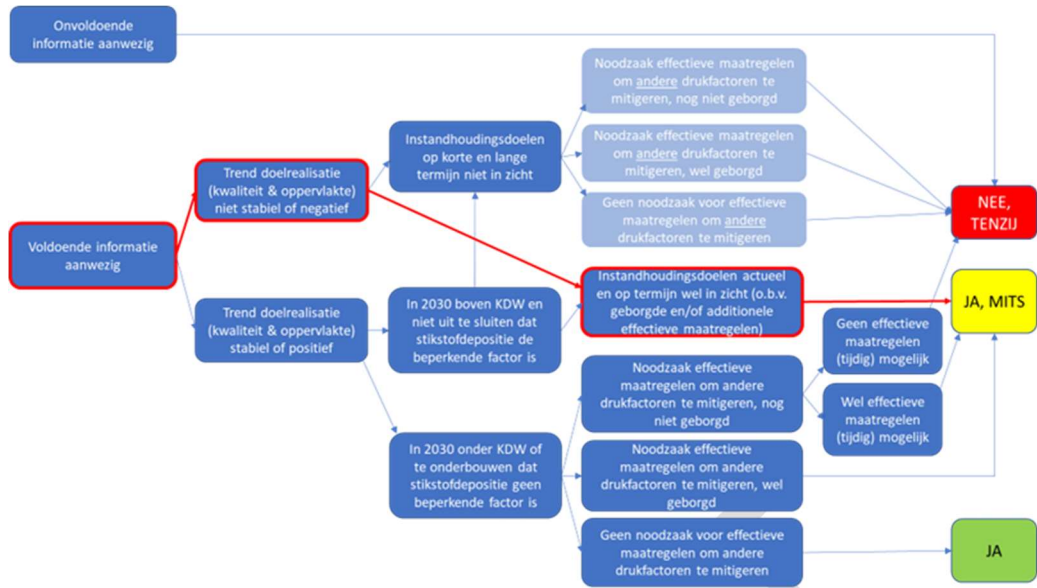 Onvoldoende
informatie aanwezig
Noodzaak effectieve maatregelen
om andere drukfactoren te
mitigeren, nog niet geborgd
Instandhoudingsdoelen
op korte en lange
termijn niet in zicht
Noodzaak effectieve maatregelen
om andere drukfactoren te
mitigeren, wel geborgd
Trend doelrealisatie
(kwaliteit & oppervlakte)
niet stabiel of negatief
Geen noodzaak voor effectieve
maatregelen om andere
drukfactoren te mitigeren
NEE,
TENZIJ
Voldoende informatie
aanwezig
Instandhoudingsdoelen actueel
en op termijn wel in zicht (o.b.v.
geborgde en/of additionele
effectieve maatregelen)
JA, MITS
Trend doelrealisatie
(kwaliteit & oppervlakte)
stabiel of positief
In 2030 boven KDW en
niet uit te sluiten dat
stikstofdepositie de
beperkende factor is
Geen effectieve
maatregelen
(tijdig) mogelijk
Noodzaak effectieve
maatregelen om andere
drukfactoren te mitigeren, nog
niet geborgd
Wel effectieve
maatregelen
(tijdig) mogelijk
In 2030 onder KDW of
te onderbouwen dat
stikstofdepositie geen
beperkende factor is
Noodzaak effectieve
maatregelen om andere
drukfactoren te mitigeren, wel
geborgd
Geen noodzaak voor effectieve
maatregelen om andere
drukfactoren te mitigeren
JA